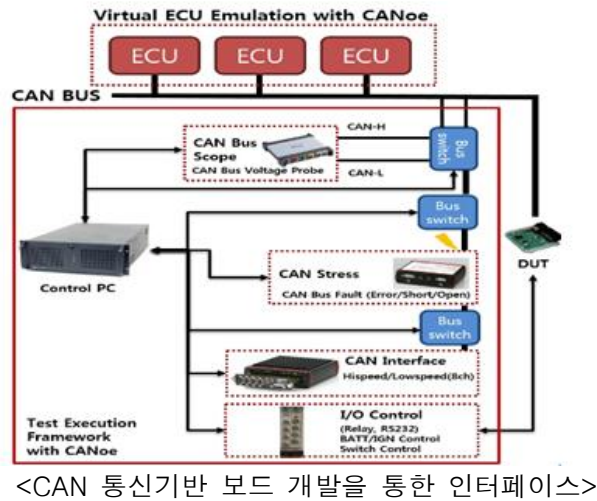 Virtual ECU Emulation with CANoe
ECU ECU ECU
CAN BUS
CAN Bus
Scope
CAN Bus Voltage Probe
CAN-H
CAN-L
Bus
switch
Bus
switch
Control PC
CAN Stress
CAN Bus Fault (Error/Short/Open)
DUT
Bus
switch
CAN Interface
Hispeed/Lowspeed(8ch)
I/O Control
(Relay, RS232)
BATT/IGN Control
Switch Control
Test Execution
Framework
with CANoe
<CAN 통신기반 보드 개발을 통한 인터페이스>